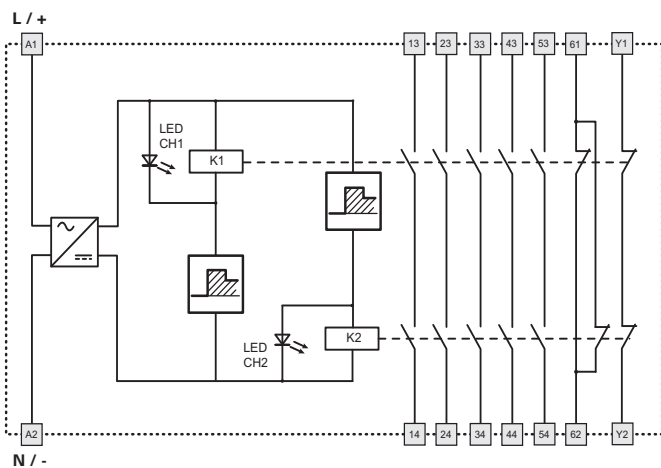 L / +
A1 13 23 33 43 53 61 Y1
LED
CH1
K1
LED
CH2
K2
A2 14 24 34 44 54 62 Y2
N / -